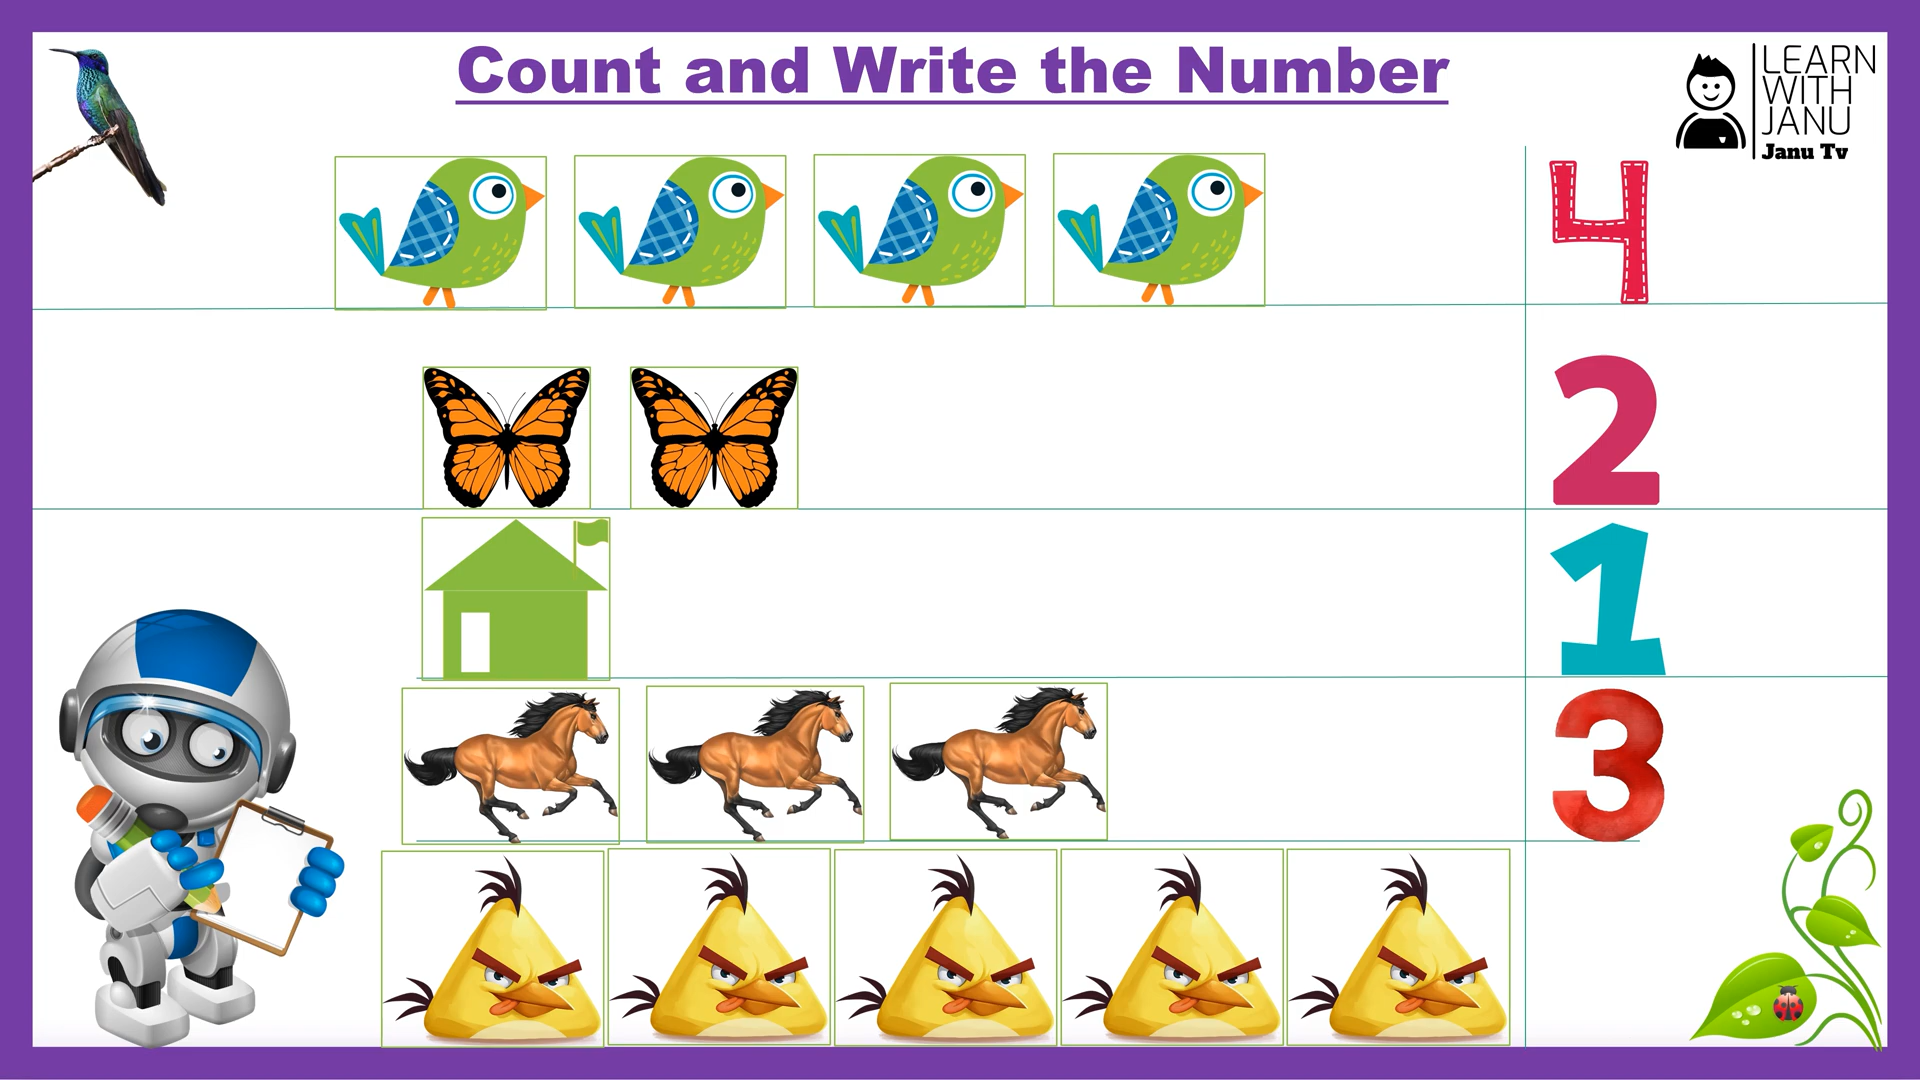 Count and Write the Number
LEARN
WITH
JANU
Janu Tv
4
2
1
3